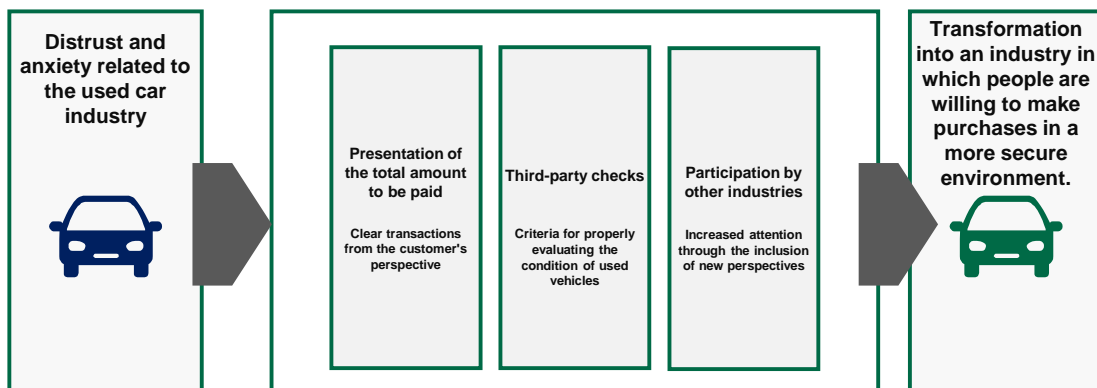 Distrust and
anxiety related to
the used car
industry
Presentation of
the total amount
to be paid
Clear transactions
from the customer's
perspective
Third-party checks
Criteria for properly
evaluating the
condition of used
vehicles
Participation by
other industries
Increased attention
through the inclusion
of new perspectives
Transformation
into an industry in
which people are
willing to make
purchases in a
more secure
environment.